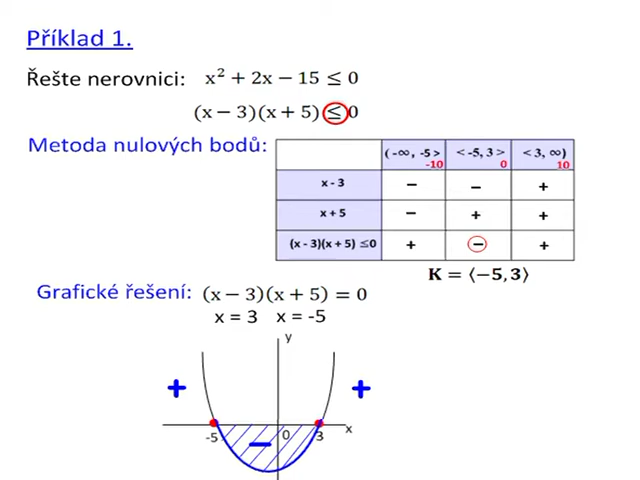 Příklad 1.
Řešte nerovnici: x² + 2x − 15 ≤ 0
(x − 3)(x + 5) ≤ 0
Metoda nulových bodů:
( -∞, -5 > < -5, 3 > < 3, ∞)
-10 0 10
x - 3 − − +
x + 5 − + +
(x - 3)(x + 5) ≤0 + − +
K = ⟨−5, 3⟩
Grafické řešení: (x − 3)(x + 5) = 0
x = 3 x = -5
y
+ +
-5 − 0 3 x